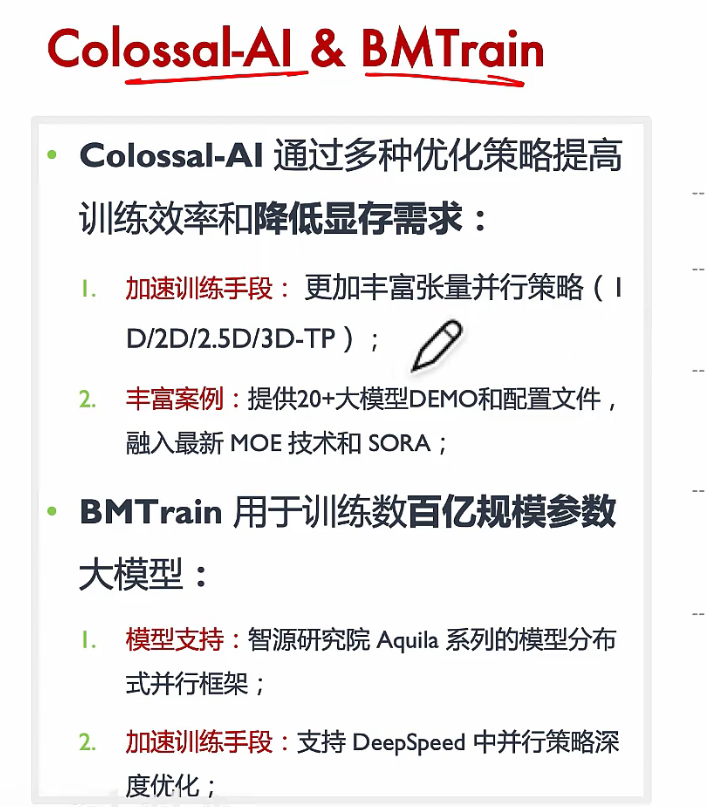 Colossal-AI & BMTrain
• Colossal-AI 通过多种优化策略提高
训练效率和降低显存需求：
1. 加速训练手段： 更加丰富张量并行策略（1
D/2D/2.5D/3D-TP）；
2. 丰富案例：提供20+大模型DEMO和配置文件，
融入最新 MOE 技术和 SORA；
• BMTrain 用于训练数百亿规模参数
大模型：
1. 模型支持：智源研究院 Aquila 系列的模型分布
式并行框架；
2. 加速训练手段：支持 DeepSpeed 中并行策略深
度优化；